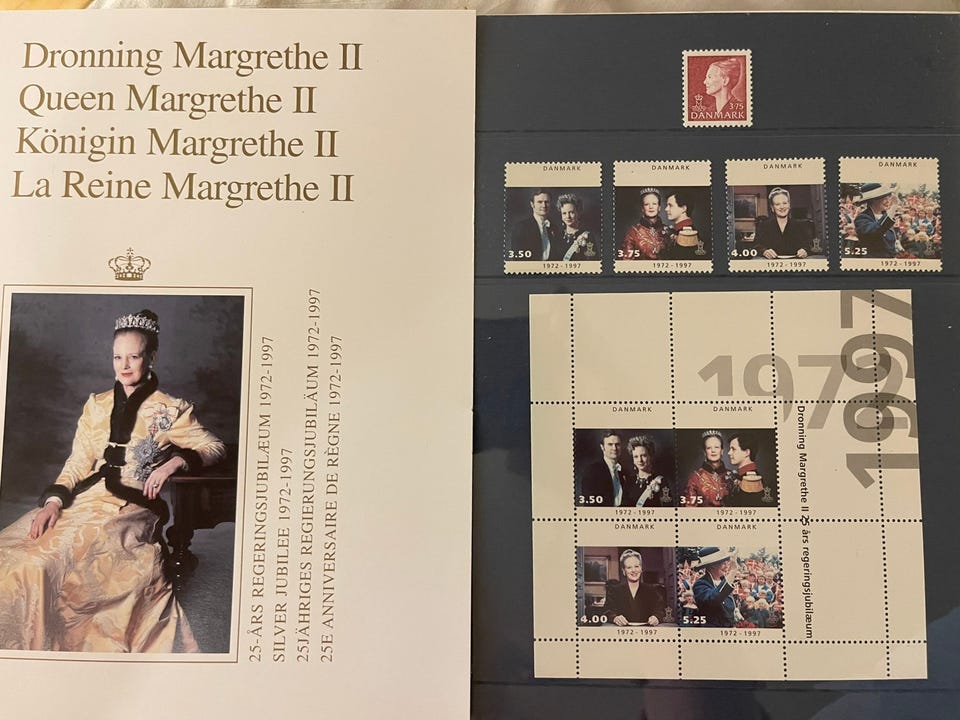 Dronning Margrethe II
Queen Margrethe II
Königin Margrethe II
La Reine Margrethe II
25-ÅRS REGERINGSJUBILÆUM 1972-1997
SILVER JUBILEE 1972-1997
25JÄHRIGES REGIERUNGSJUBILÄUM 1972-1997
25E ANNIVERSAIRE DE RÈGNE 1972-1997
3.75
DANMARK
DANMARK
3.50
1972-1997
DANMARK
3.75
1972-1997
DANMARK
4.00
1972-1997
DANMARK
5.25
1972-1997
1972
1997
DANMARK
3.50
1972-1997
DANMARK
3.75
1972-1997
DANMARK
4.00
1972-1997
DANMARK
5.25
1972-1997
Dronning Margrethe II 25 års regeringsjubilæum